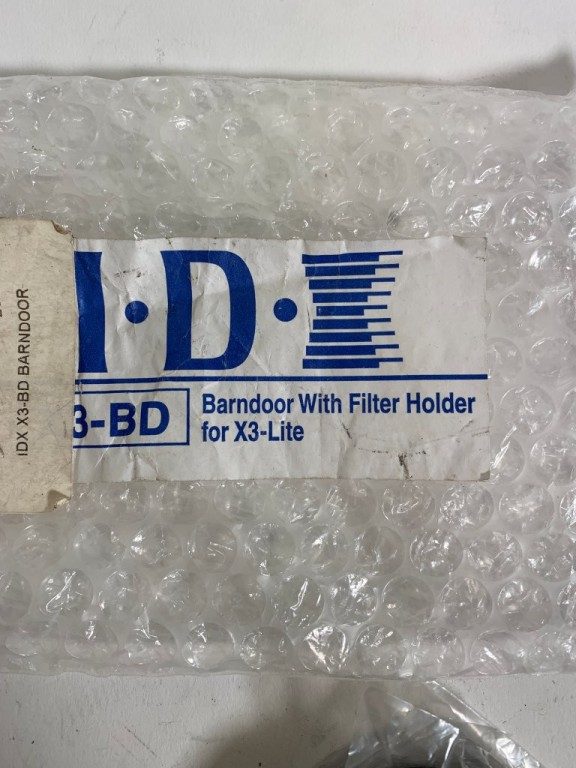 I·D·X
3-BD
Barndoor With Filter Holder
for X3-Lite
IDX X3-BD BARNDOOR